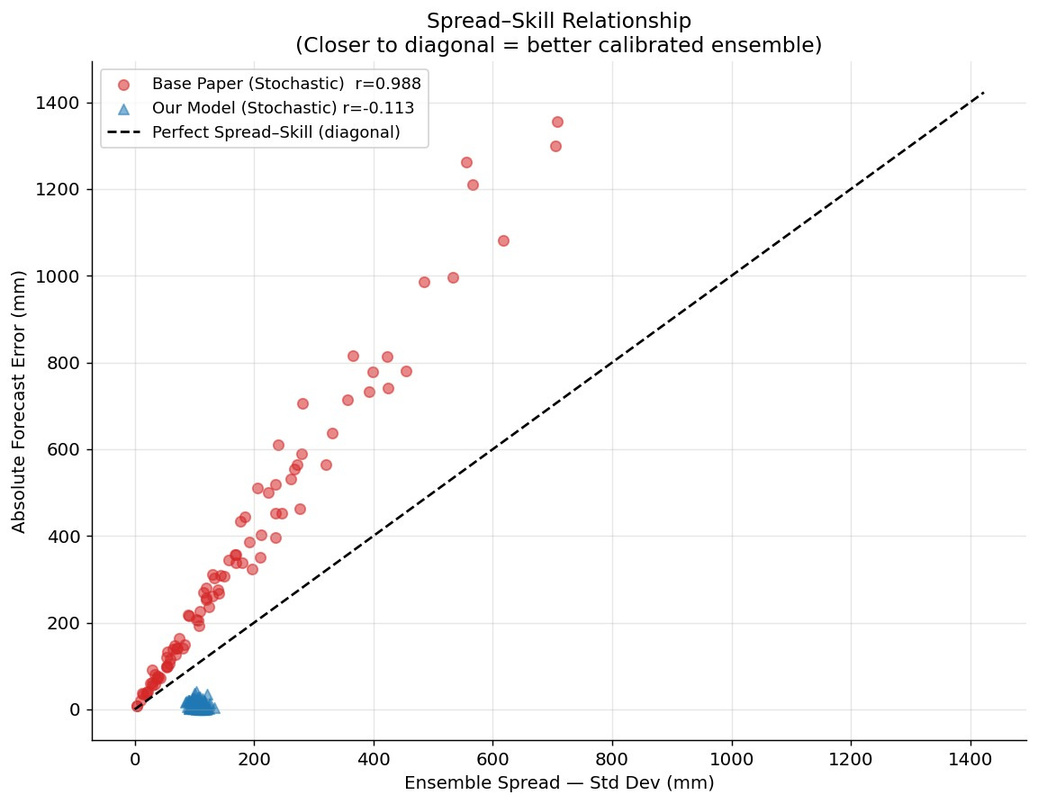 Spread–Skill Relationship
(Closer to diagonal = better calibrated ensemble)
Base Paper (Stochastic)  r=0.988
Our Model (Stochastic) r=-0.113
Perfect Spread–Skill (diagonal)
Absolute Forecast Error (mm)
1400
1200
1000
800
600
400
200
0
0 200 400 600 800 1000 1200 1400
Ensemble Spread — Std Dev (mm)